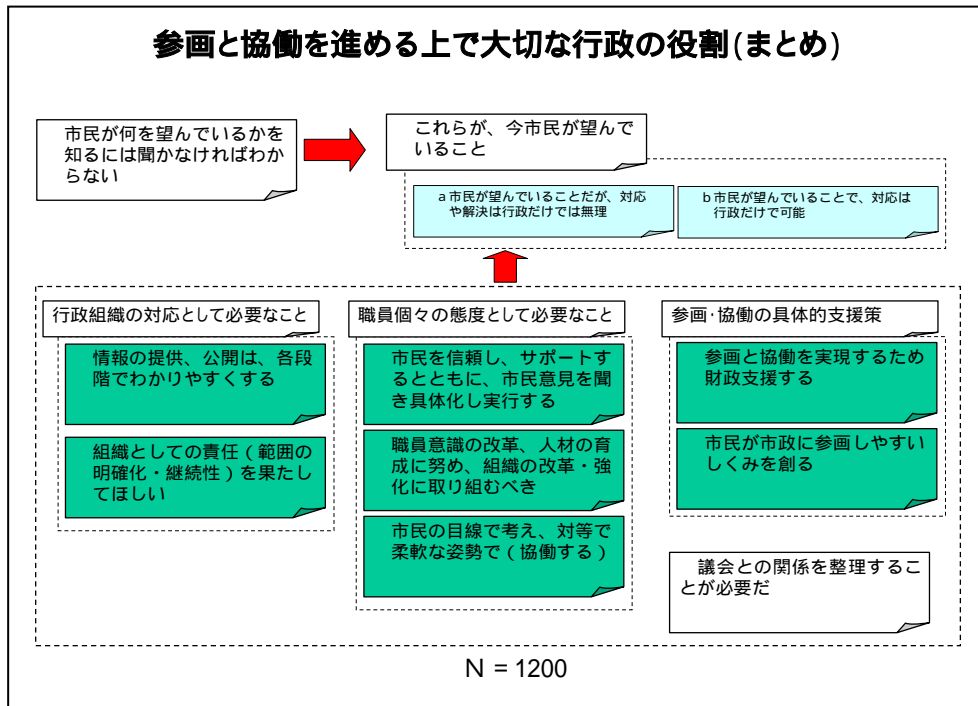 参画と協働を進める上で大切な行政の役割(まとめ)
市民が何を望んでいるかを
知るには聞かなければわか
らない
これらが、今市民が望んで
いること
a市民が望んでいることだが、対応
や解決は行政だけでは無理
b市民が望んでいることで、対応は
行政だけで可能
行政組織の対応として必要なこと
情報の提供、公開は、各段
階でわかりやすくする
組織としての責任(範囲の
明確化・継続性)を果たし
てほしい
職員個々の態度として必要なこと
市民を信頼し、サポートす
るとともに、市民意見を聞
き具体化し実行する
職員意識の改革、人材の育
成に努め、組織の改革・強
化に取り組むべき
市民の目線で考え、対等で
柔軟な姿勢で(協働する)
参画・協働の具体的支援策
参画と協働を実現するため
財政支援する
市民が市政に参画しやすい
しくみを創る
議会との関係を整理するこ
とが必要だ
N = 1200